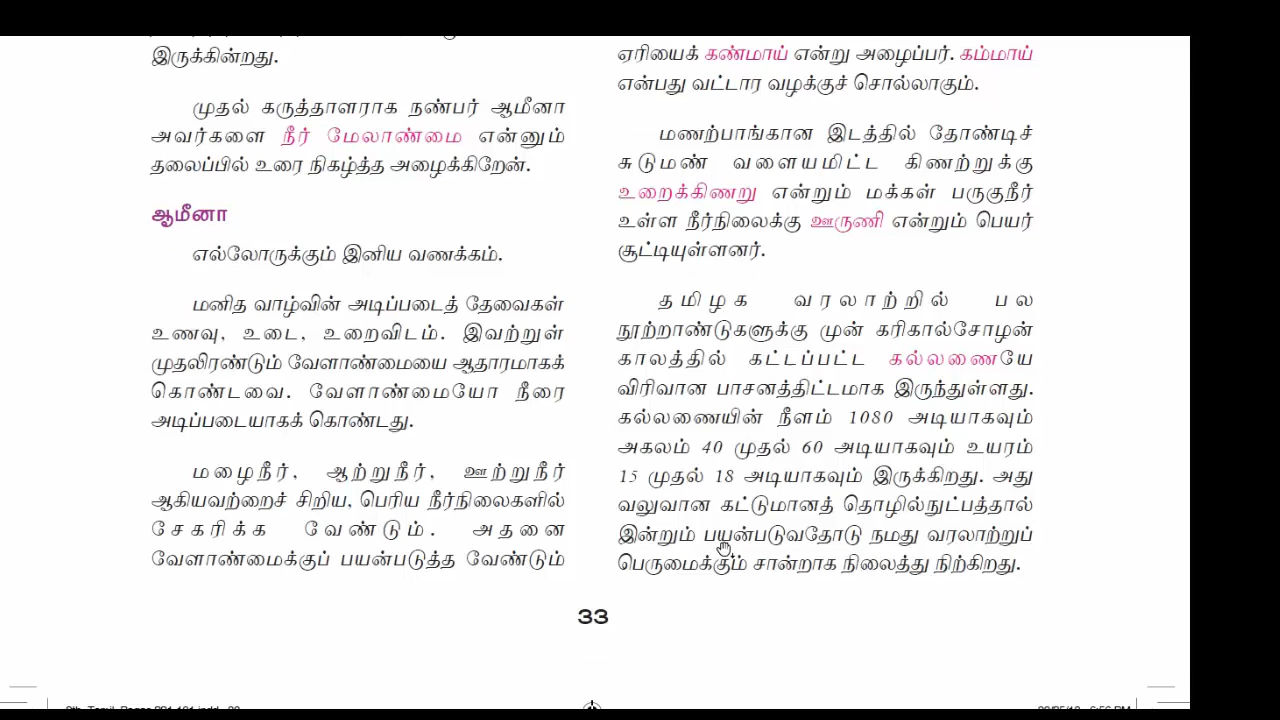 இருக்கின்றது.
முதல் கருத்தாளராக நண்பர் ஆமீனா
அவர்களை நீர் மேலாண்மை என்னும்
தலைப்பில் உரை நிகழ்த்த அழைக்கிறேன்.
ஆமீனா
எல்லோருக்கும் இனிய வணக்கம்.
மனித வாழ்வின் அடிப்படைத் தேவைகள்
உணவு, உடை, உறைவிடம். இவற்றுள்
முதலிரண்டும் வேளாண்மையை ஆதாரமாகக்
கொண்டவை. வேளாண்மையோ நீரை
அடிப்படையாகக் கொண்டது.
மழைநீர், ஆற்றுநீர், ஊற்றுநீர்
ஆகியவற்றைச் சிறிய, பெரிய நீர்நிலைகளில்
சேகரிக்க வேண்டும். அதனை
வேளாண்மைக்குப் பயன்படுத்த வேண்டும்
ஏரியைக் கண்மாய் என்று அழைப்பர். கம்மாய்
என்பது வட்டார வழக்குச் சொல்லாகும்.
மணற்பாங்கான இடத்தில் தோண்டிச்
சுடுமண் வளையமிட்ட கிணற்றுக்கு
உறைக்கிணறு என்றும் மக்கள் பருகுநீர்
உள்ள நீர்நிலைக்கு ஊருணி என்றும் பெயர்
சூட்டியுள்ளனர்.
தமிழக வரலாற்றில் பல
நூற்றாண்டுகளுக்கு முன் கரிகால்சோழன்
காலத்தில் கட்டப்பட்ட கல்லணையே
விரிவான பாசனத்திட்டமாக இருந்துள்ளது.
கல்லணையின் நீளம் 1080 அடியாகவும்
அகலம் 40 முதல் 60 அடியாகவும் உயரம்
15 முதல் 18 அடியாகவும் இருக்கிறது. அது
வலுவான கட்டுமானத் தொழில்நுட்பத்தால்
இன்றும் பயன்படுவதோடு நமது வரலாற்றுப்
பெருமைக்கும் சான்றாக நிலைத்து நிற்கிறது.
33